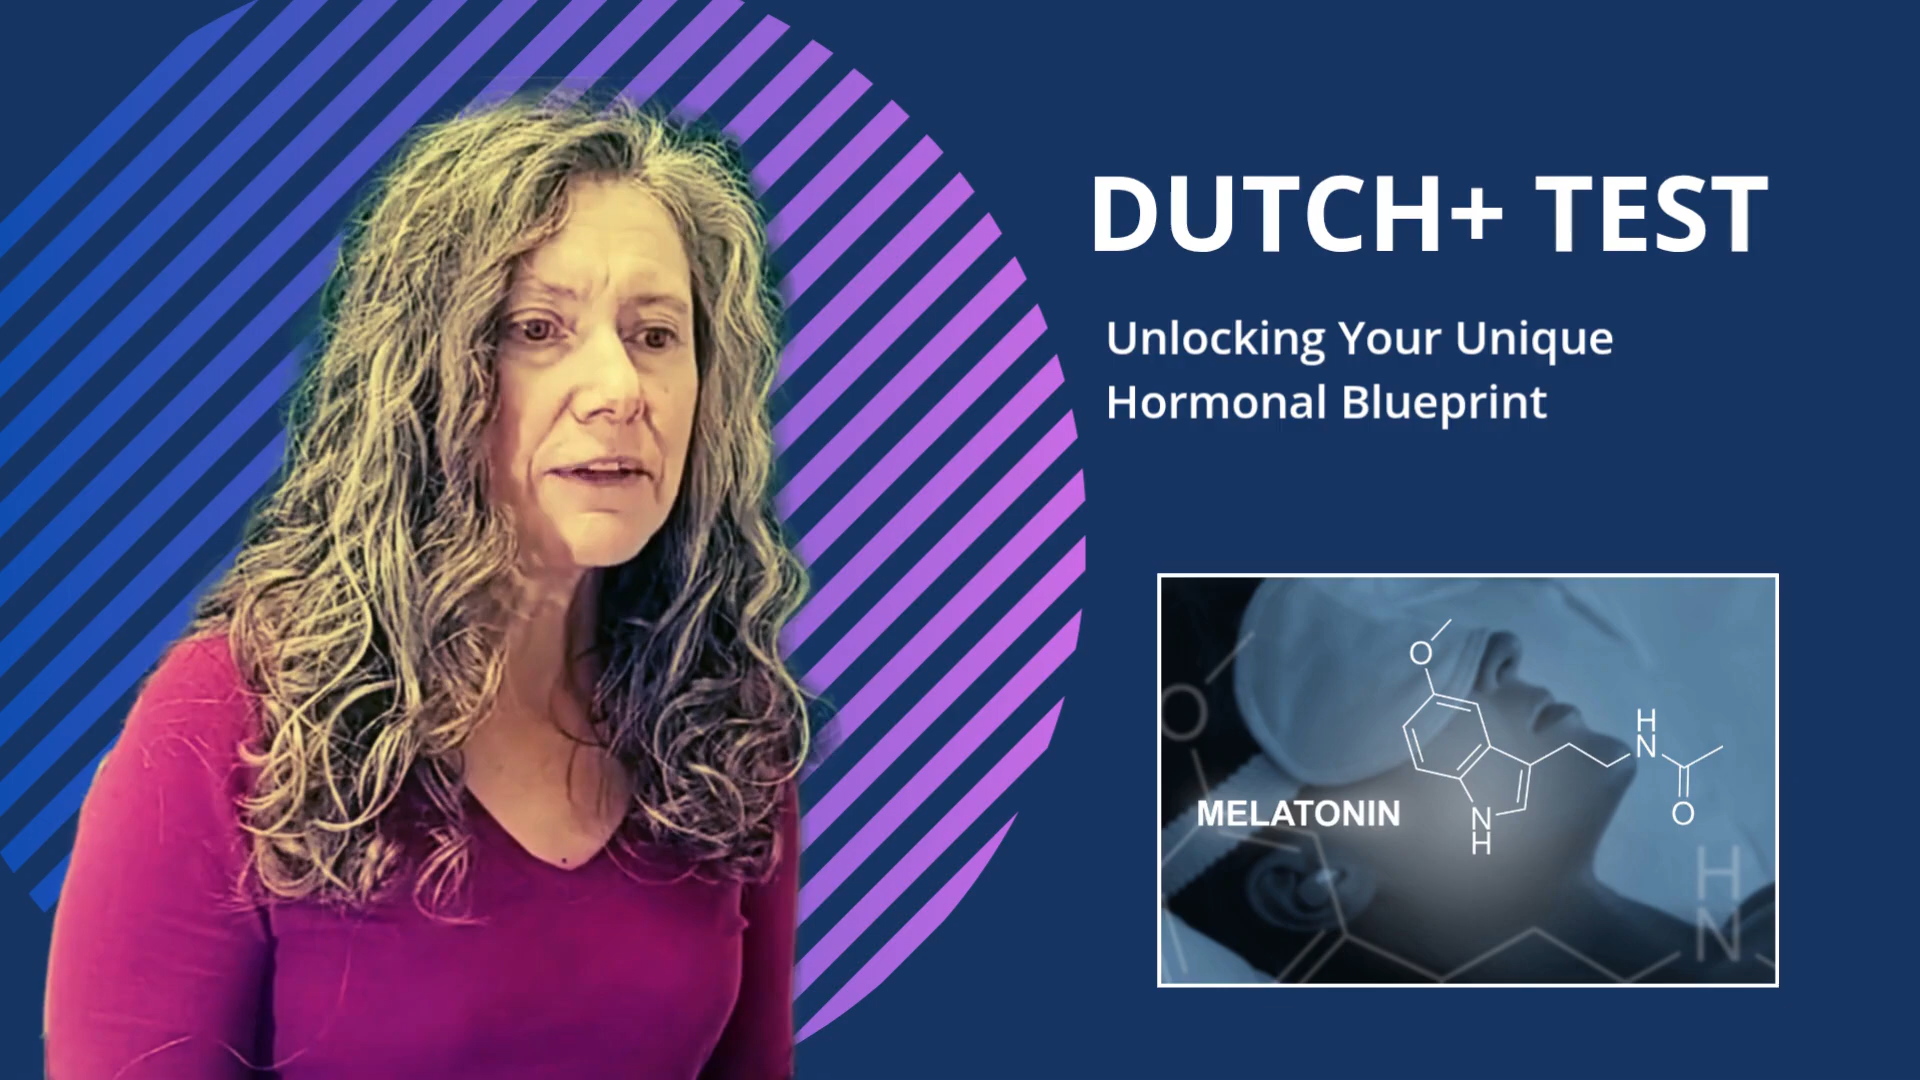 DUTCH+ TEST
Unlocking Your Unique
Hormonal Blueprint
O
H
N
O
MELATONIN
N
H
O
H
N